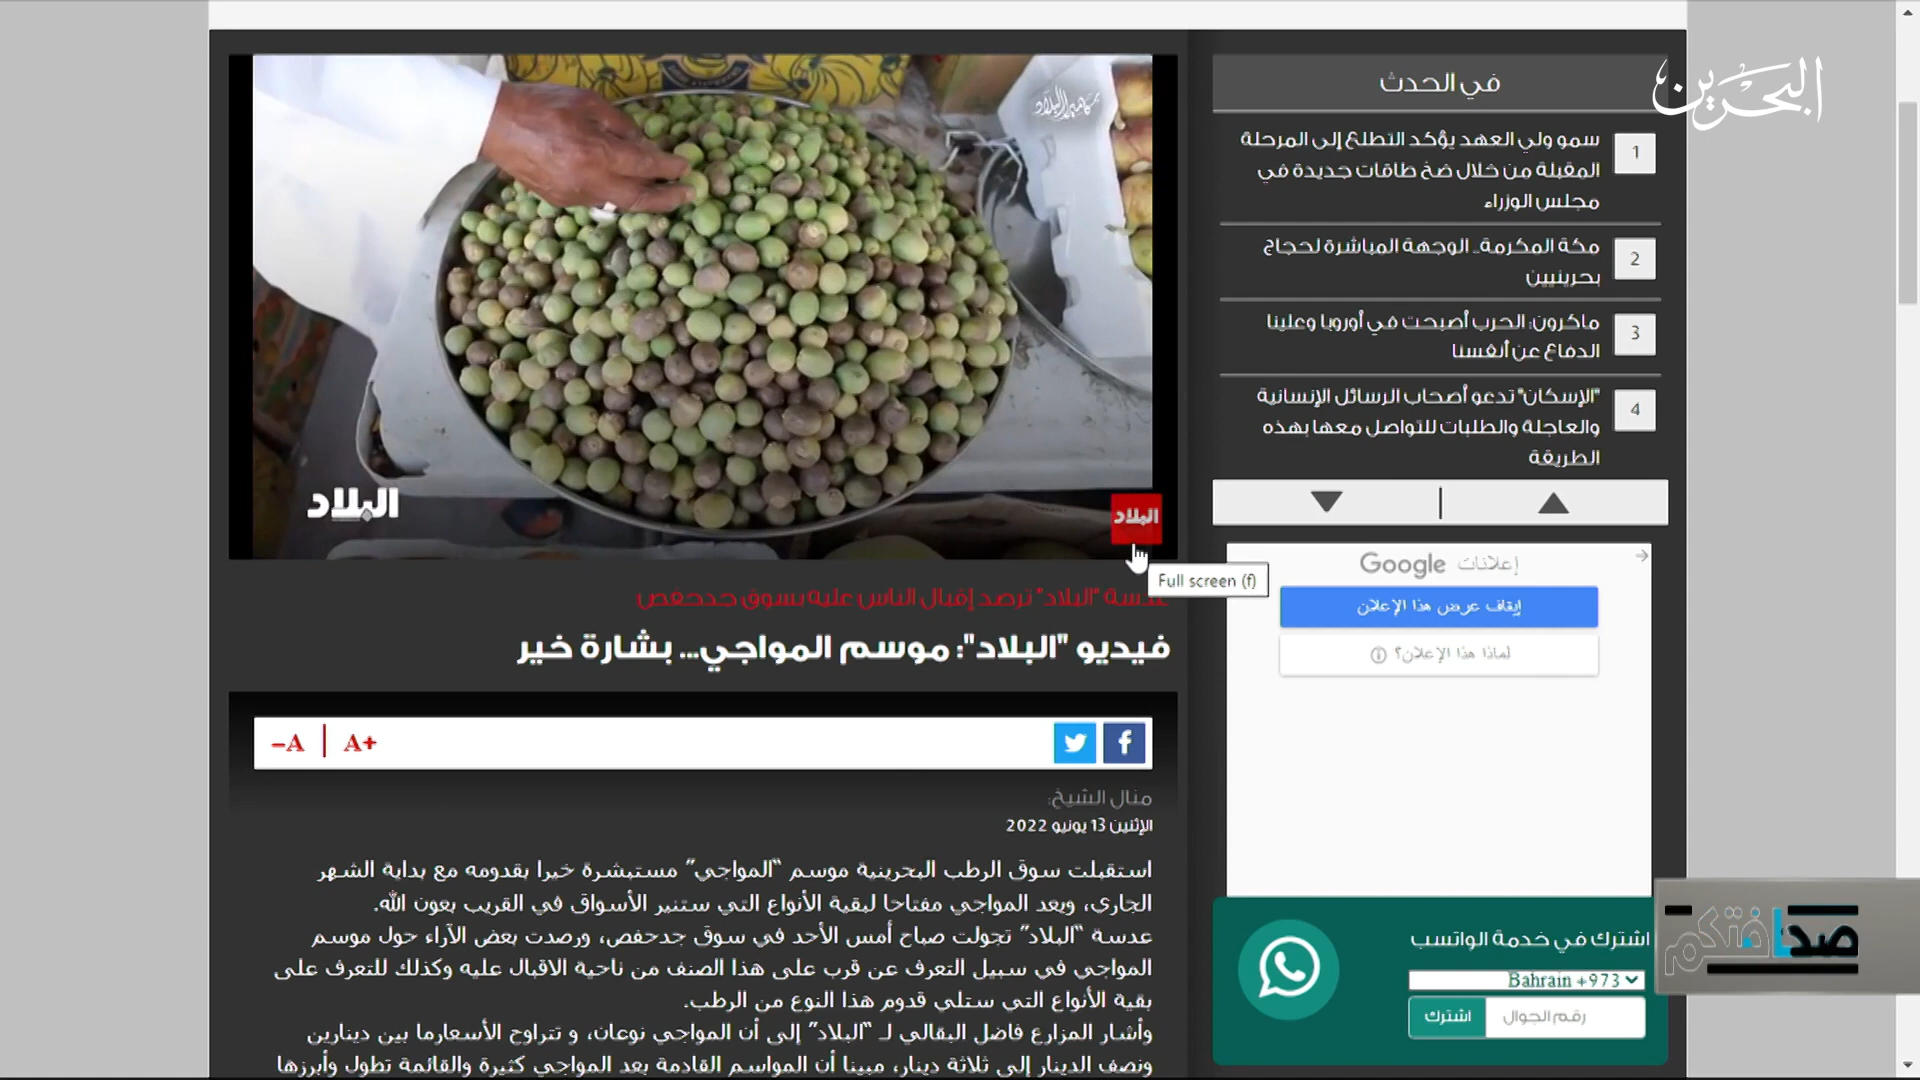 البحرين
في الحدث
1
سمو ولي العهد يؤكد التطلع إلى المرحلة
المقبلة من خلال ضخ طاقات جديدة في
مجلس الوزراء
2
مكة المكرمة.. الوجهة المباشرة لحجاج
بحرينيين
3
ماكرون: الحرب أصبحت في أوروبا وعلينا
الدفاع عن أنفسنا
4
"الإسكان" تدعو أصحاب الرسائل الإنسانية
والعاجلة والطلبات للتواصل معها بهذه
الطريقة
كاميرا البلاد
البلاد
البلاد
Full screen (f)
عدسة "البلاد" ترصد إقبال الناس عليه بسوق جدحفص
فيديو "البلاد": موسم المواجي... بشارة خير
–A | A+
منال الشيخ:
الإثنين 13 يونيو 2022
استقبلت سوق الرطب البحرينية موسم "المواجي" مستبشرة خيرا بقدومه مع بداية الشهر
الجاري، ويعد المواجي مفتاحا لبقية الأنواع التي ستنير الأسواق في القريب بعون الله.
عدسة "البلاد" تجولت صباح أمس الأحد في سوق جدحفص، ورصدت بعض الآراء حول موسم
المواجي في سبيل التعرف عن قرب على هذا الصنف من ناحية الاقبال عليه وكذلك للتعرف على
بقية الأنواع التي ستلي قدوم هذا النوع من الرطب.
وأشار المزارع فاضل البقالي لـ "البلاد" إلى أن المواجي نوعان، و تتراوح الأسعارما بين دينارين
ونصف الدينار إلى ثلاثة دينار، مبينا أن المواسم القادمة بعد المواجي كثيرة والقائمة تطول وأبرزها
إعلانات Google
إيقاف عرض هذا الإعلان
لماذا هذا الإعلان؟
اشترك في خدمة الواتسب
Bahrain +973
رقم الجوال
اشترك
صحافتكم